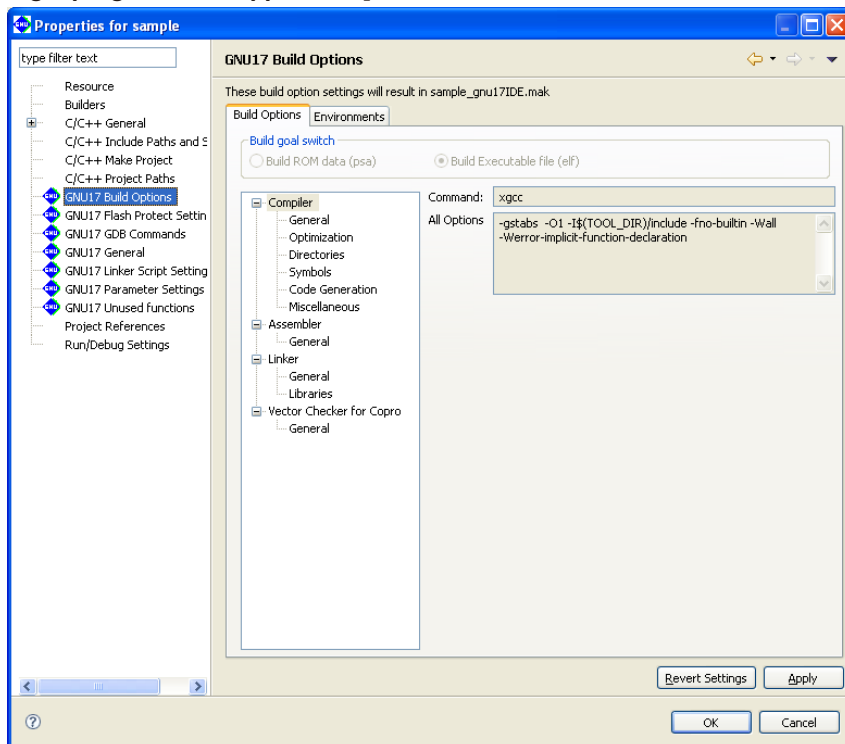 Properties for sample
type filter text
Resource
Builders
C/C++ General
C/C++ Include Paths and S
C/C++ Make Project
C/C++ Project Paths
GNU17 Build Options
GNU17 Flash Protect Settin
GNU17 GDB Commands
GNU17 General
GNU17 Linker Script Setting
GNU17 Parameter Settings
GNU17 Unused functions
Project References
Run/Debug Settings
GNU17 Build Options
These build option settings will result in sample_gnu17IDE.mak
Build Options Environments
Build goal switch
Build ROM data (psa) Build Executable file (elf)
Compiler
General
Optimization
Directories
Symbols
Code Generation
Miscellaneous
Assembler
General
Linker
General
Libraries
Vector Checker for Copro
General
Command: xgcc
All Options -gstabs -O1 -I$(TOOL_DIR)/include -fno-builtin -Wall
-Werror-implicit-function-declaration
Revert Settings Apply
OK Cancel